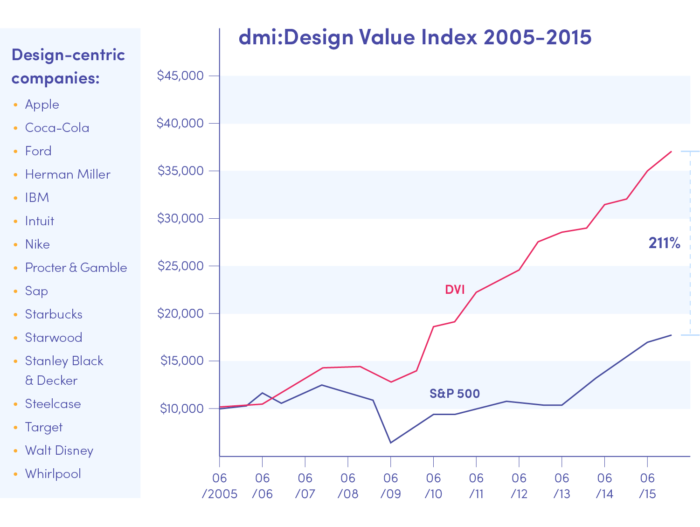 dmi:Design Value Index 2005-2015
Design-centric
companies:
• Apple
• Coca-Cola
• Ford
• Herman Miller
• IBM
• Intuit
• Nike
• Procter & Gamble
• Sap
• Starbucks
• Starwood
• Stanley Black
& Decker
• Steelcase
• Target
• Walt Disney
• Whirlpool
$45,000
$40,000
$35,000
$30,000
$25,000
$20,000
$15,000
$10,000
211%
DVI
S&P 500
06 06 06 06 06 06 06 06 06 06 06
/2005 /06 /07 /08 /09 /10 /11 /12 /13 /14 /15